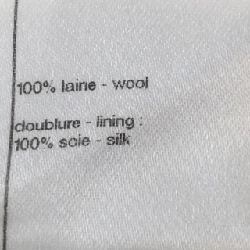 100% laine - wool
doublure - lining :
100% soie - silk